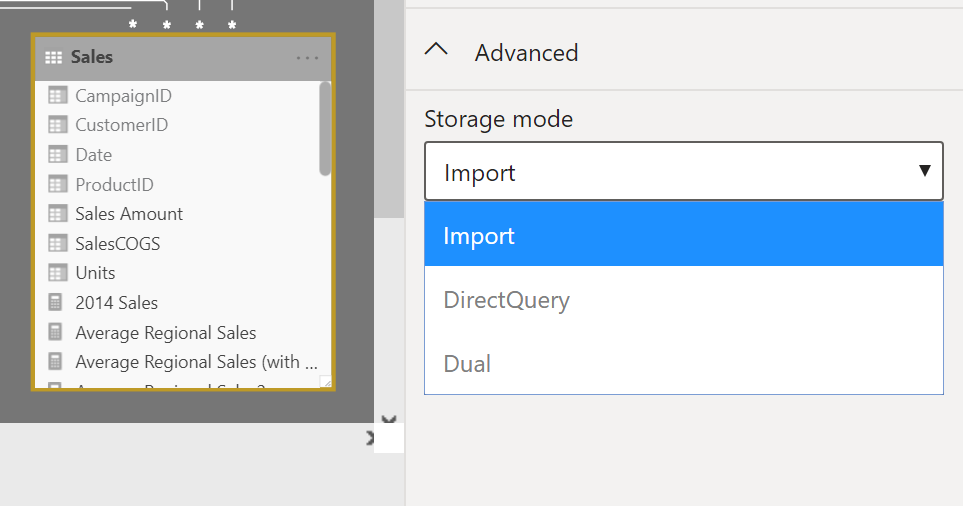 * * * *
Sales ...
CampaignID
CustomerID
Date
ProductID
Sales Amount
SalesCOGS
Units
2014 Sales
Average Regional Sales
Average Regional Sales (with ...
Advanced
Storage mode
Import
Import
DirectQuery
Dual